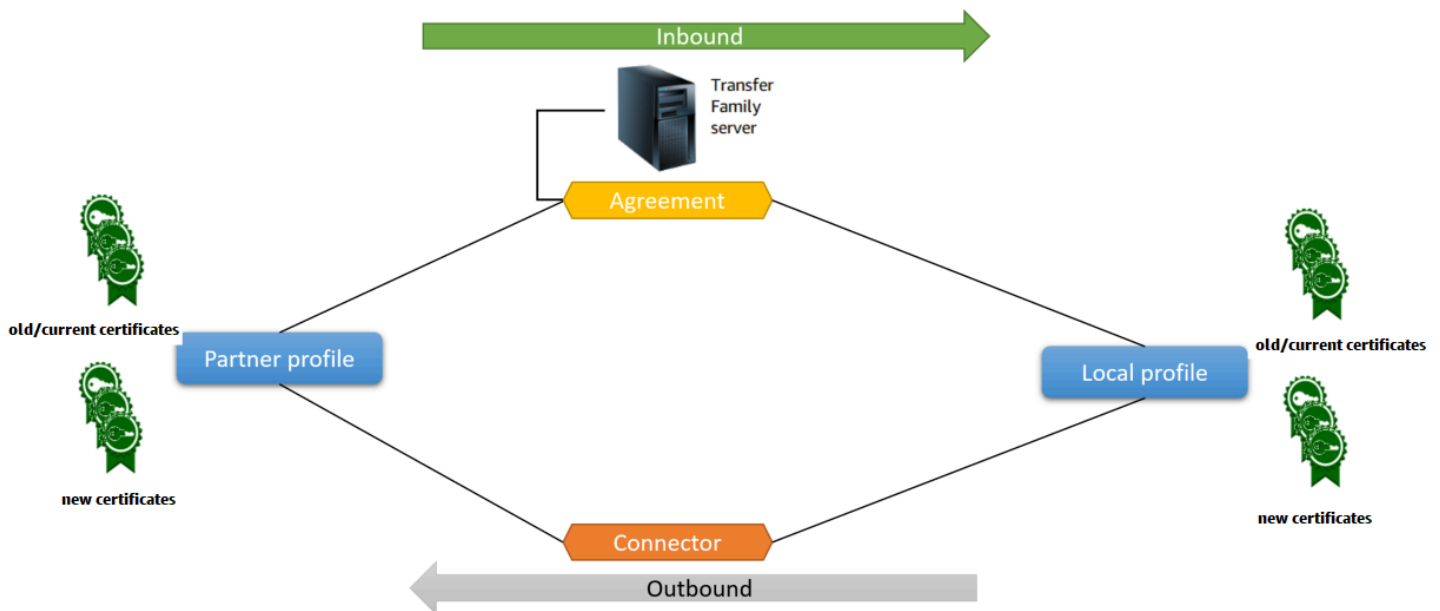 Inbound
Transfer
Family
server
Agreement
old/current certificates
Partner profile
new certificates
old/current certificates
Local profile
new certificates
Connector
Outbound